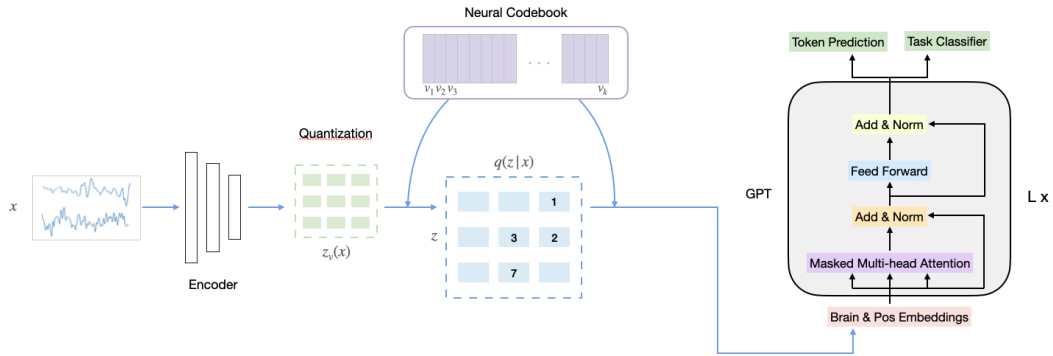 Neural Codebook
v₁ v₂ v₃
. . .
vₖ
Token Prediction
Task Classifier
Quantization
q(z|x)
x
Encoder
zᵥ(x)
z
1
3
2
7
GPT
L x
Add & Norm
Feed Forward
Add & Norm
Masked Multi-head Attention
Brain & Pos Embeddings